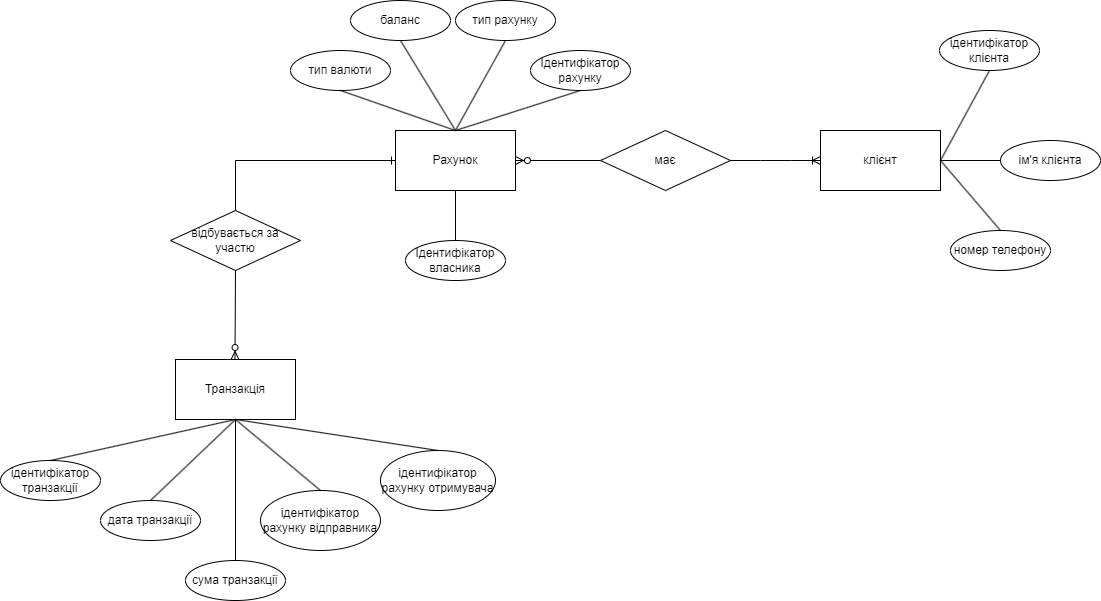 баланс
тип рахунку
тип валюти
Ідентифікатор
рахунку
ідентифікатор
клієнта
Рахунок
має
клієнт
ім'я клієнта
відбувається за
участю
Ідентифікатор
власника
номер телефону
Транзакція
ідентифікатор
транзакції
дата транзакції
сума транзакції
ідентифікатор
рахунку відправника
ідентифікатор
рахунку отримувача